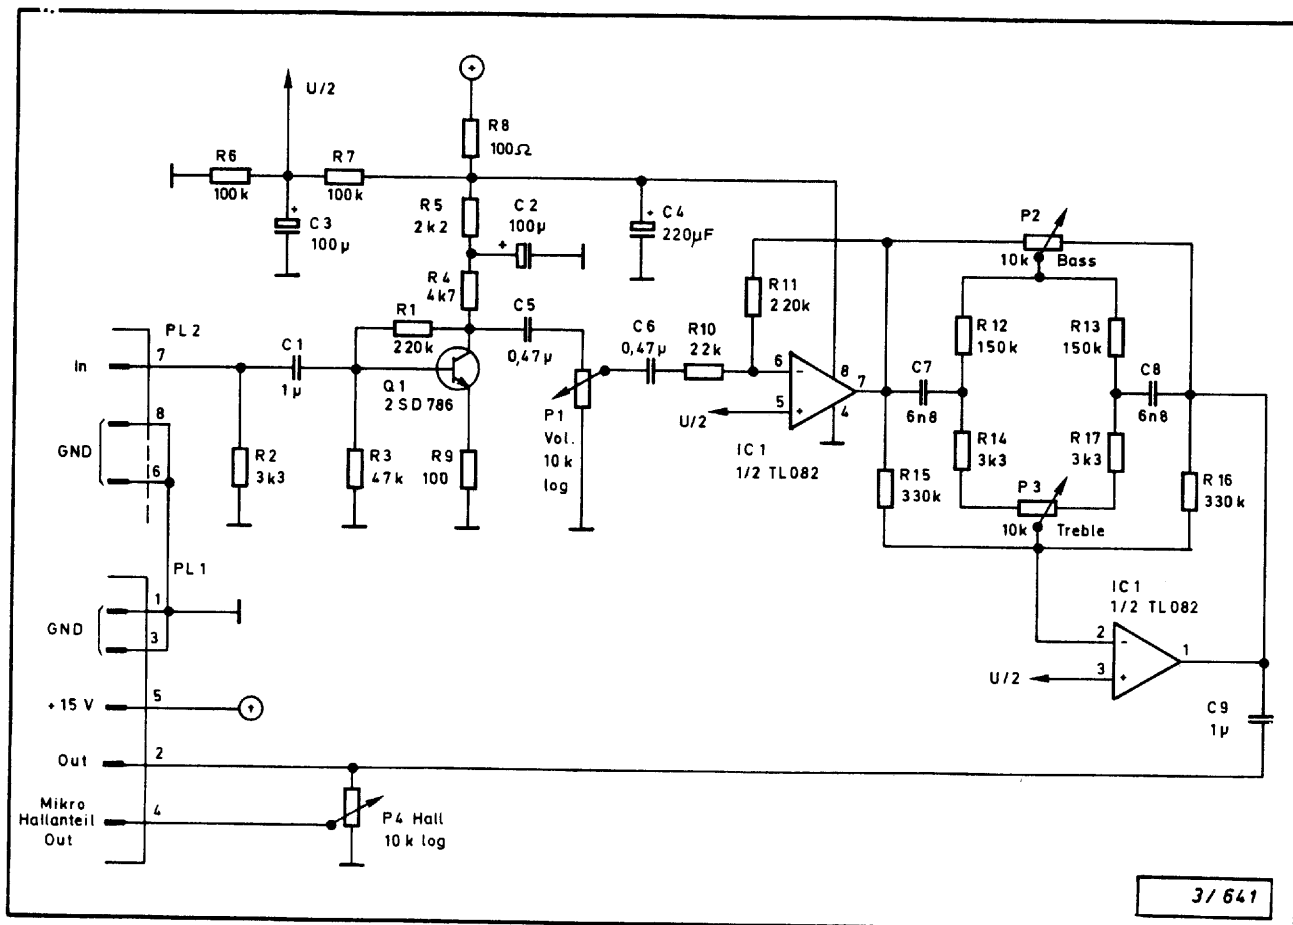 U/2
R8
100Ω
R6
100k
R7
100k
C3
100µ
+
R5
2k2
C2
100µ
+
C4
220µF
+
R4
4k7
P2
10k
Bass
R11
220k
R1
220k
C5
0,47µ
C6
0,47µ
R10
22k
R12
150k
R13
150k
PL2
In
7
C1
1µ
Q1
2SD786
6
−
5
+
8
7
4
U/2
IC1
1/2 TL082
C7
6n8
C8
6n8
P1
Vol.
10k
log
8
GND
6
R2
3k3
R3
47k
R9
100
R15
330k
R14
3k3
R17
3k3
R16
330k
P3
10k
Treble
PL1
1
GND
3
IC1
1/2 TL082
2
−
3
+
1
U/2
+15 V
5
C9
1µ
Out
2
Mikro
Hallanteil
Out
4
P4 Hall
10k log
3/641